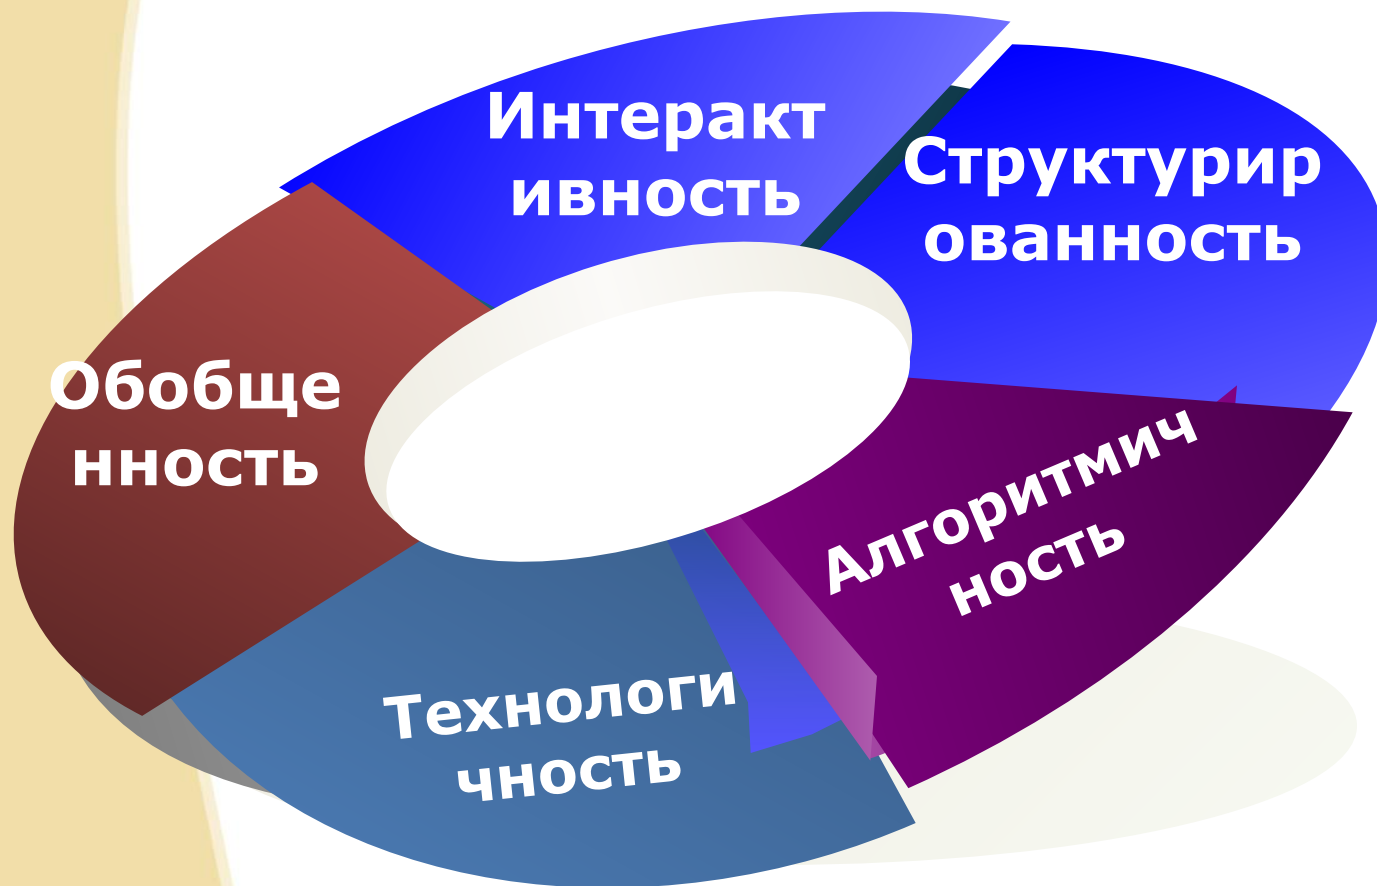 Интеракт
ивность
Структурир
ованность
Обобще
нность
Алгоритмич
ность
Технологи
чность